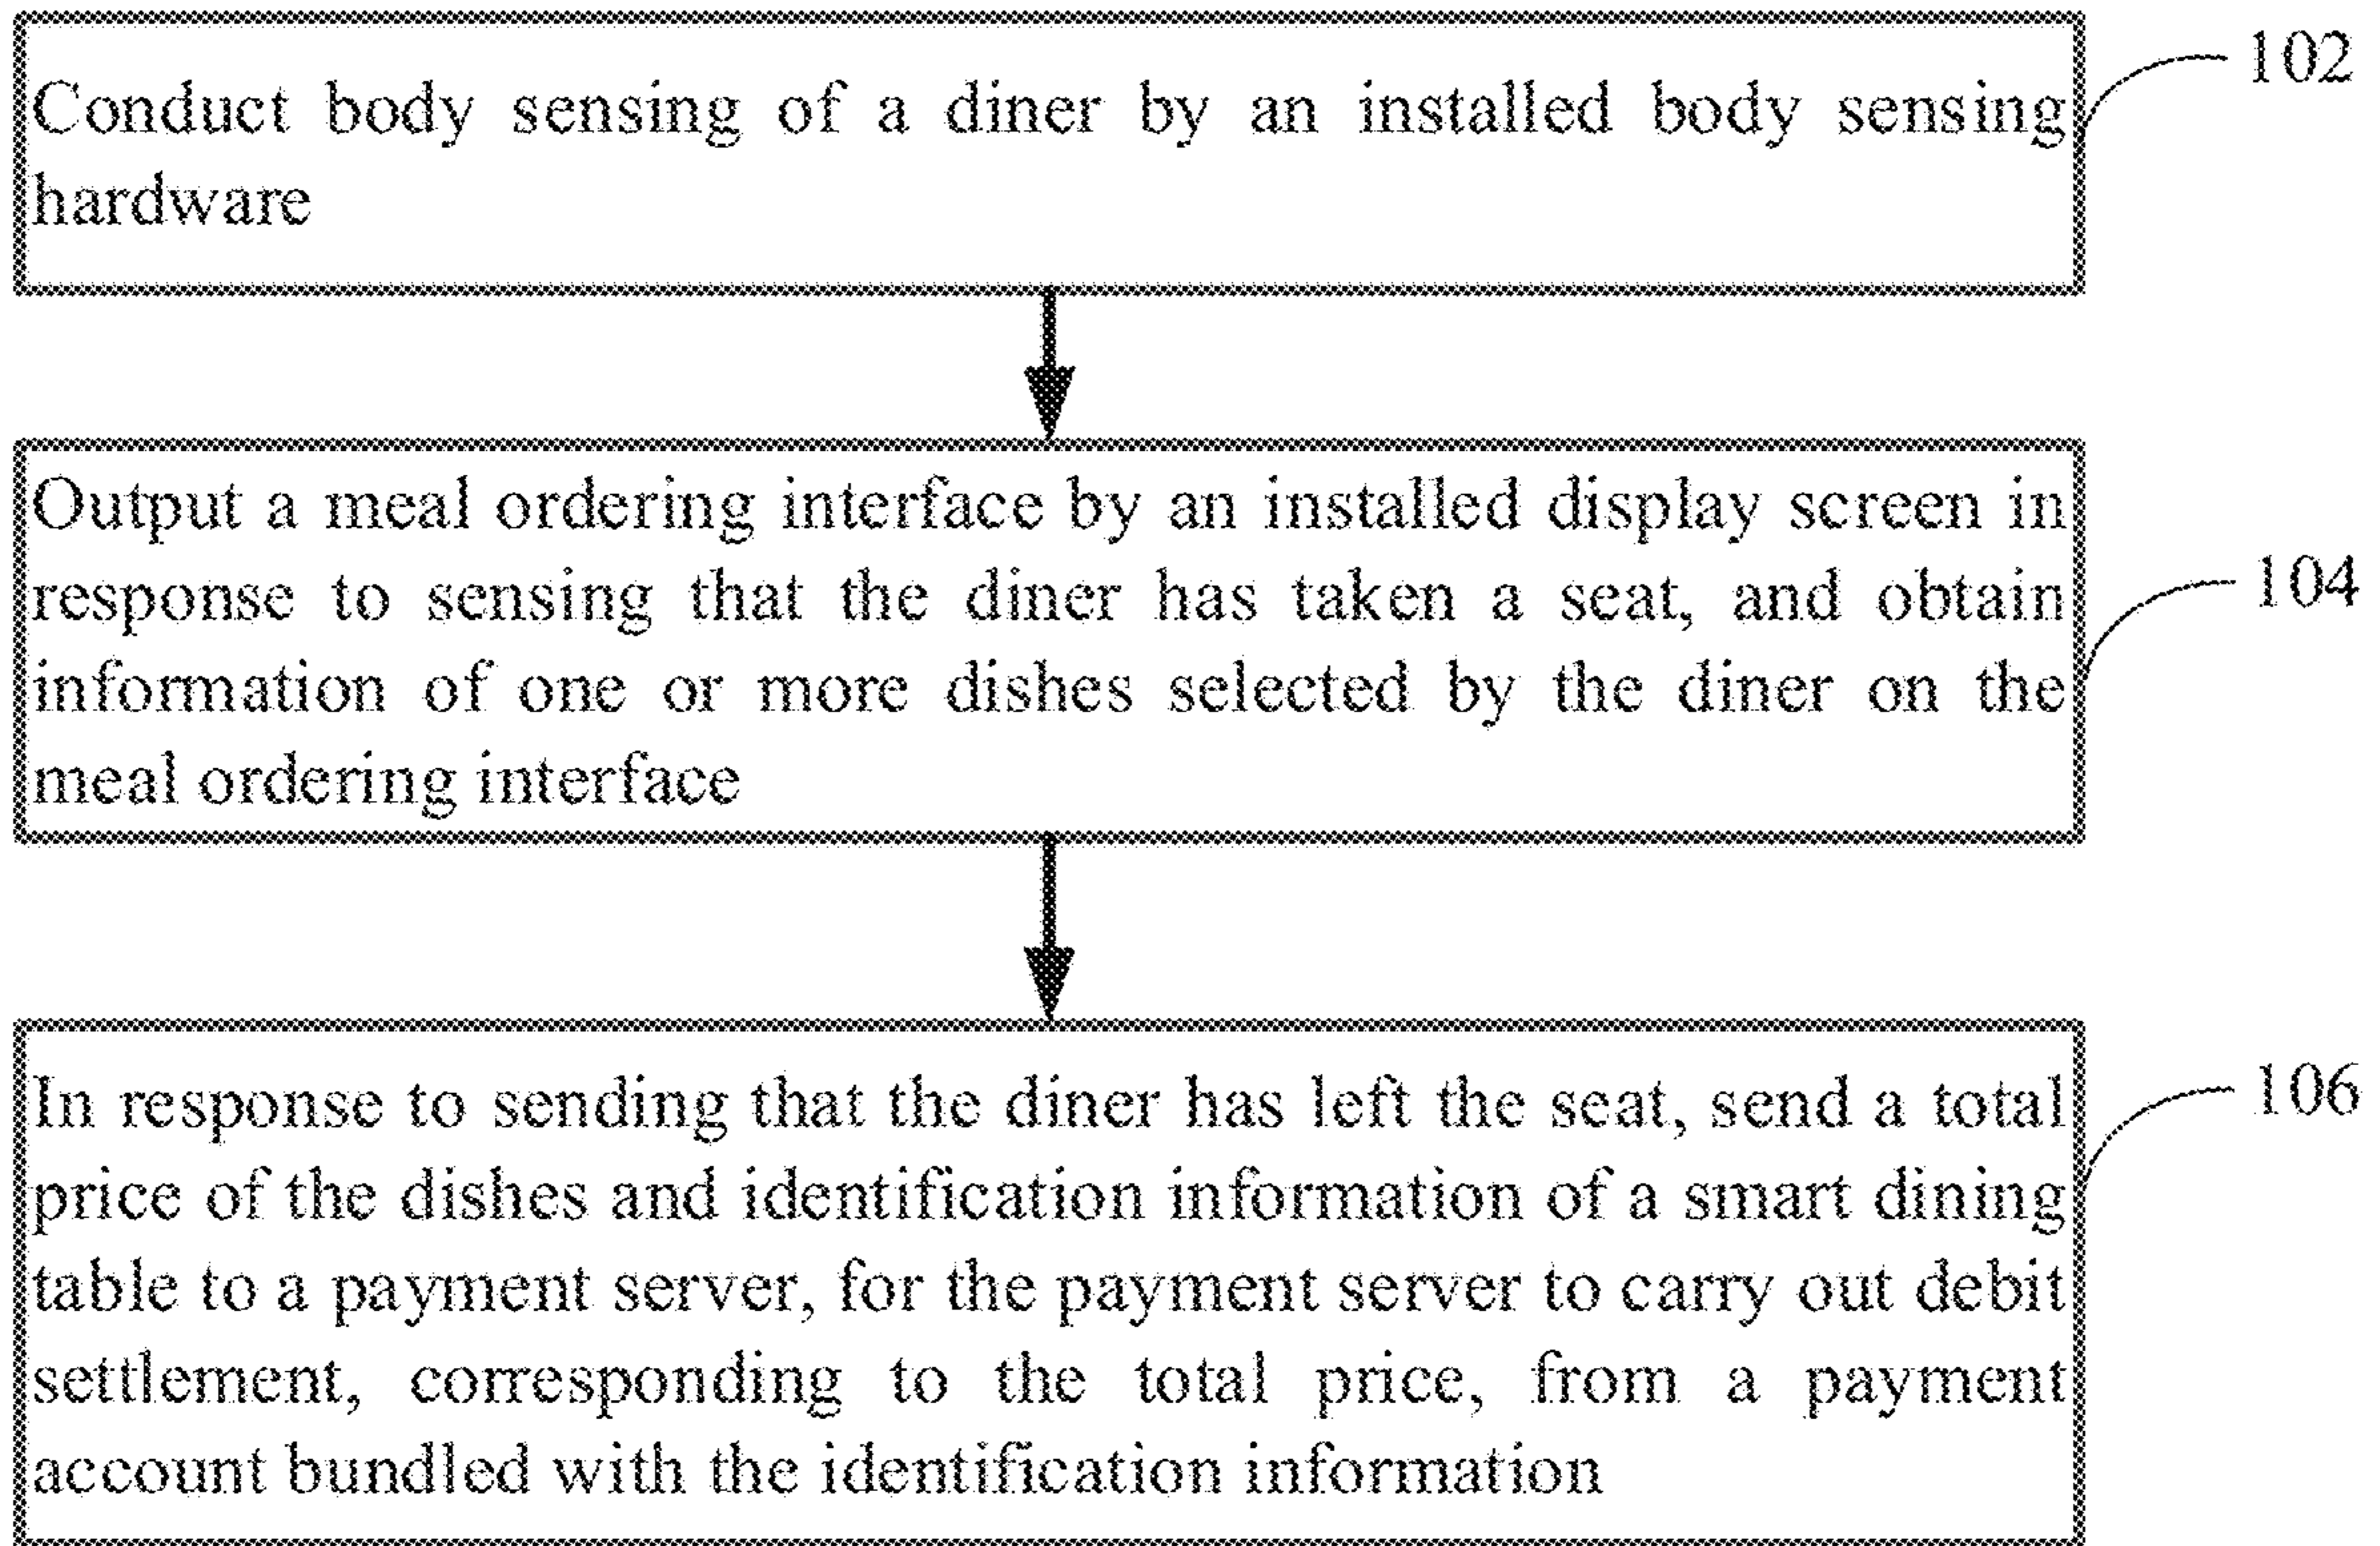 Conduct body sensing of a diner by an installed body sensing
hardware
102
Output a meal ordering interface by an installed display screen in
response to sensing that the diner has taken a seat, and obtain
information of one or more dishes selected by the diner on the
meal ordering interface
104
In response to sending that the diner has left the seat, send a total
price of the dishes and identification information of a smart dining
table to a payment server, for the payment server to carry out debit
settlement, corresponding to the total price, from a payment
account bundled with the identification information
106